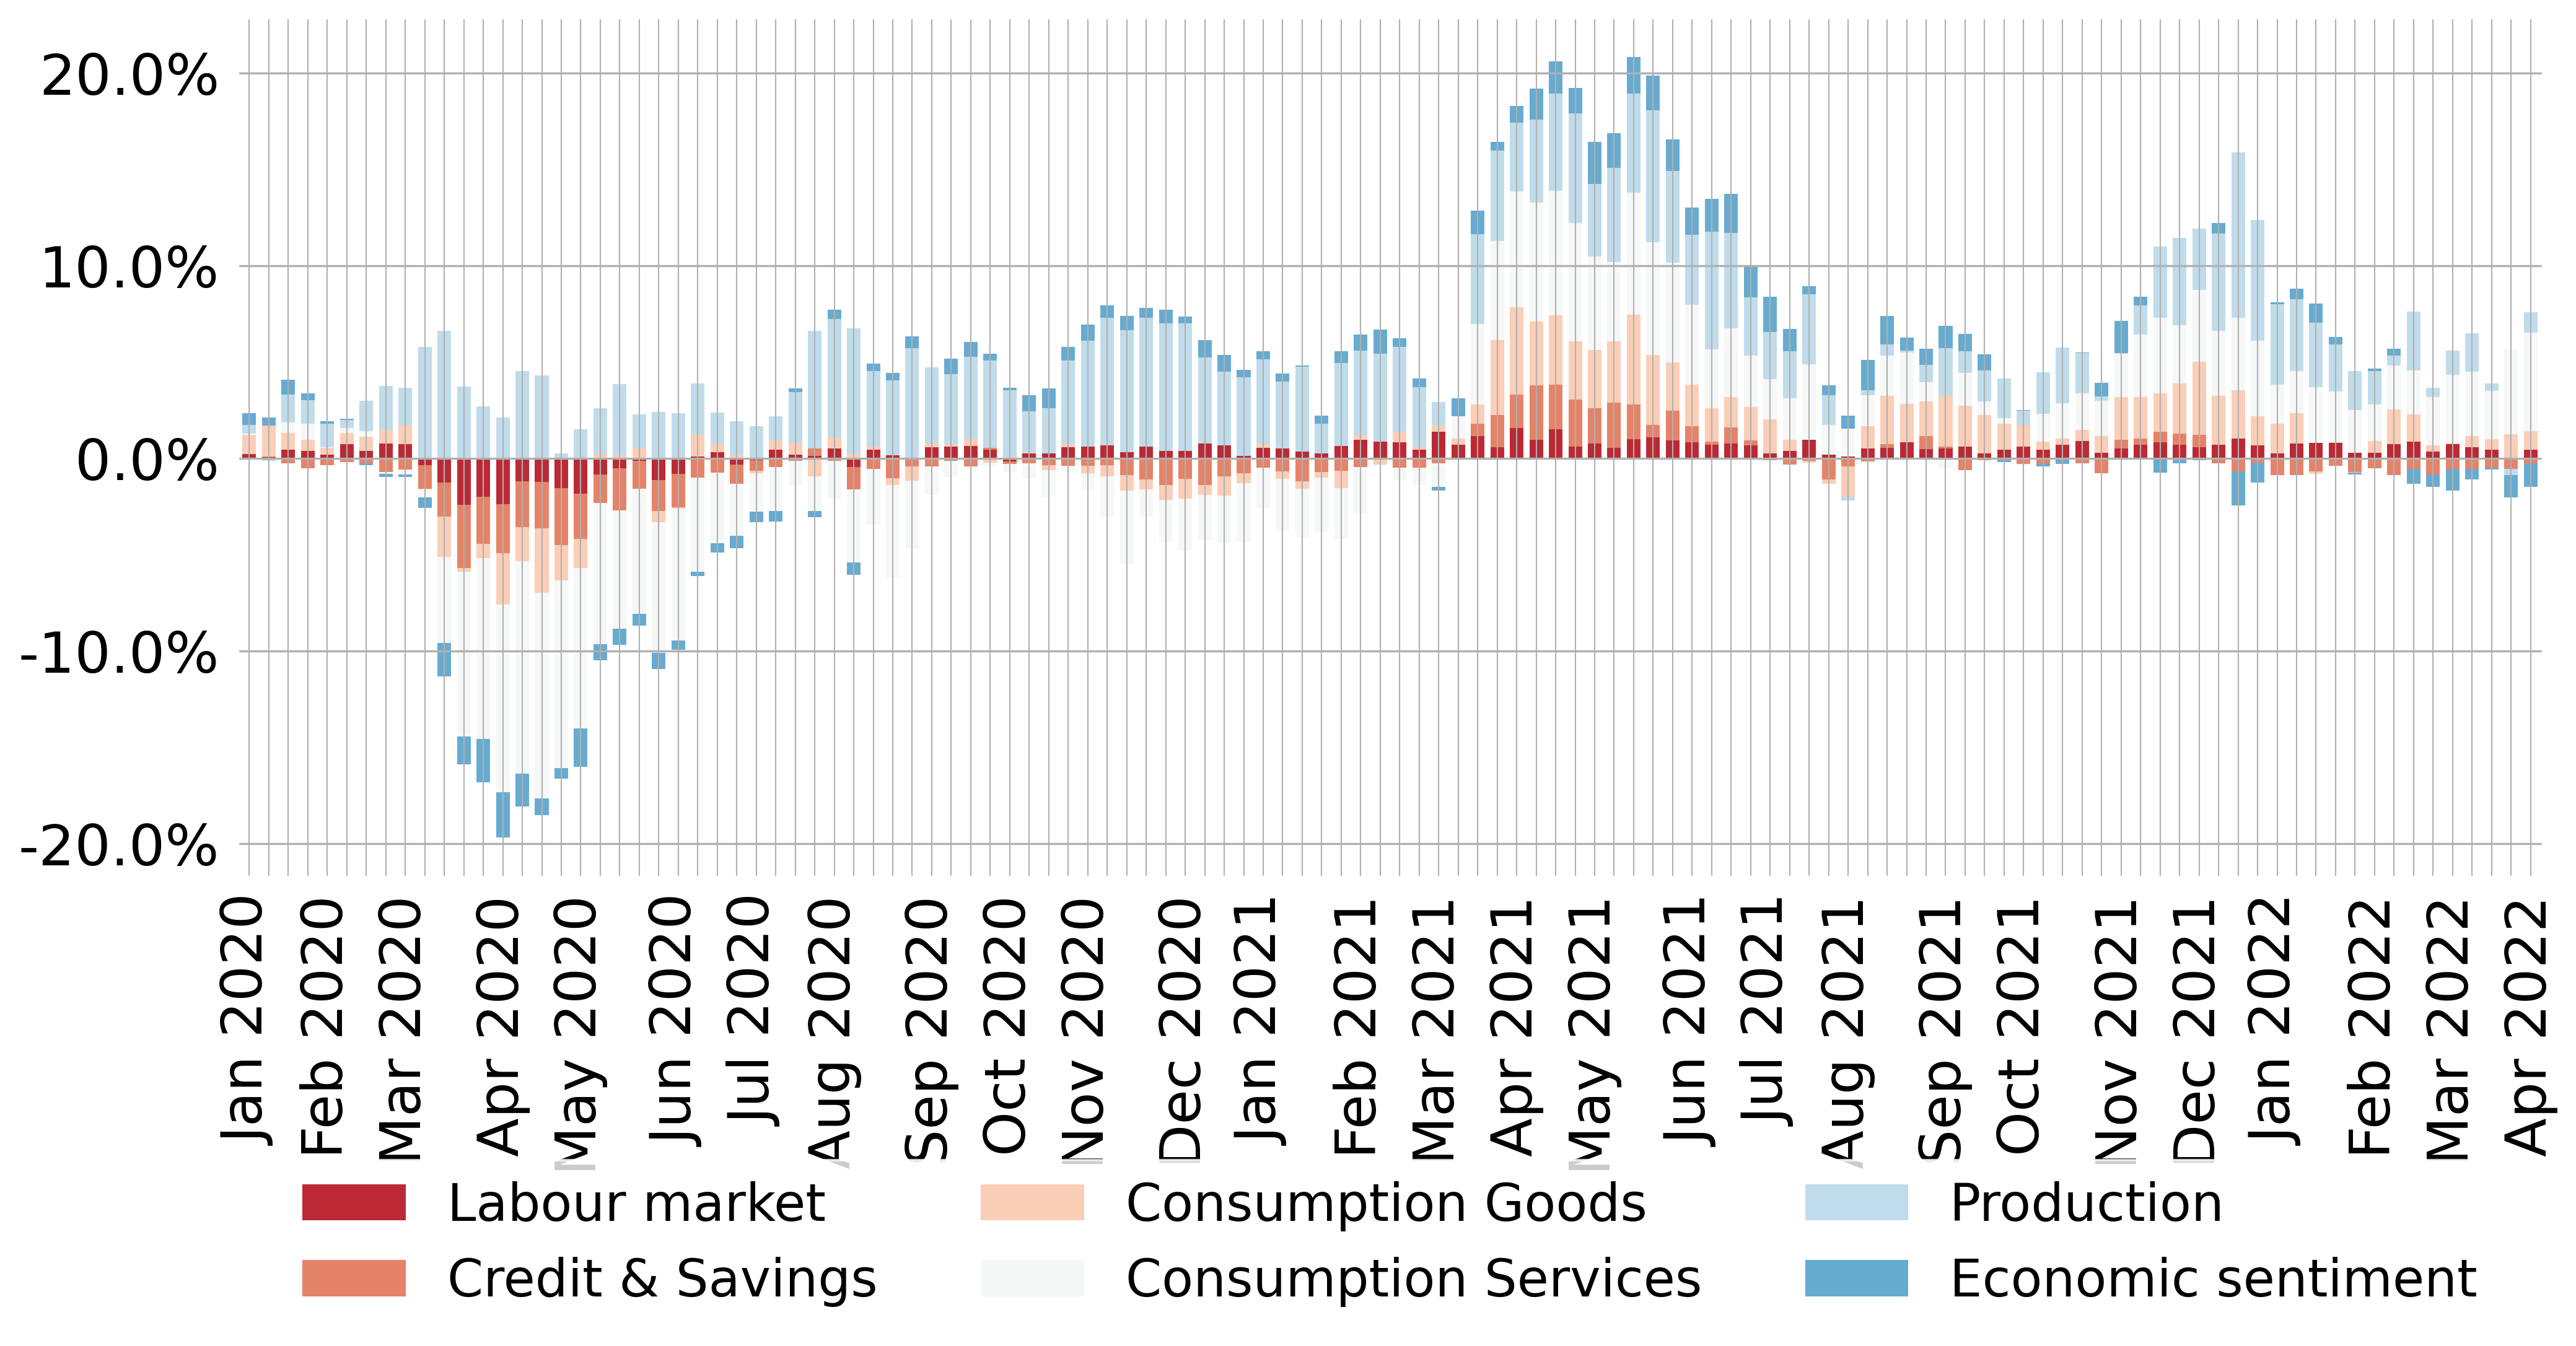 20.0%
10.0%
0.0%
-10.0%
-20.0%
Jan 2020
Feb 2020
Mar 2020
Apr 2020
May 2020
Jun 2020
Jul 2020
Aug 2020
Sep 2020
Oct 2020
Nov 2020
Dec 2020
Jan 2021
Feb 2021
Mar 2021
Apr 2021
May 2021
Jun 2021
Jul 2021
Aug 2021
Sep 2021
Oct 2021
Nov 2021
Dec 2021
Jan 2022
Feb 2022
Mar 2022
Apr 2022
Labour market
Credit & Savings
Consumption Goods
Consumption Services
Production
Economic sentiment